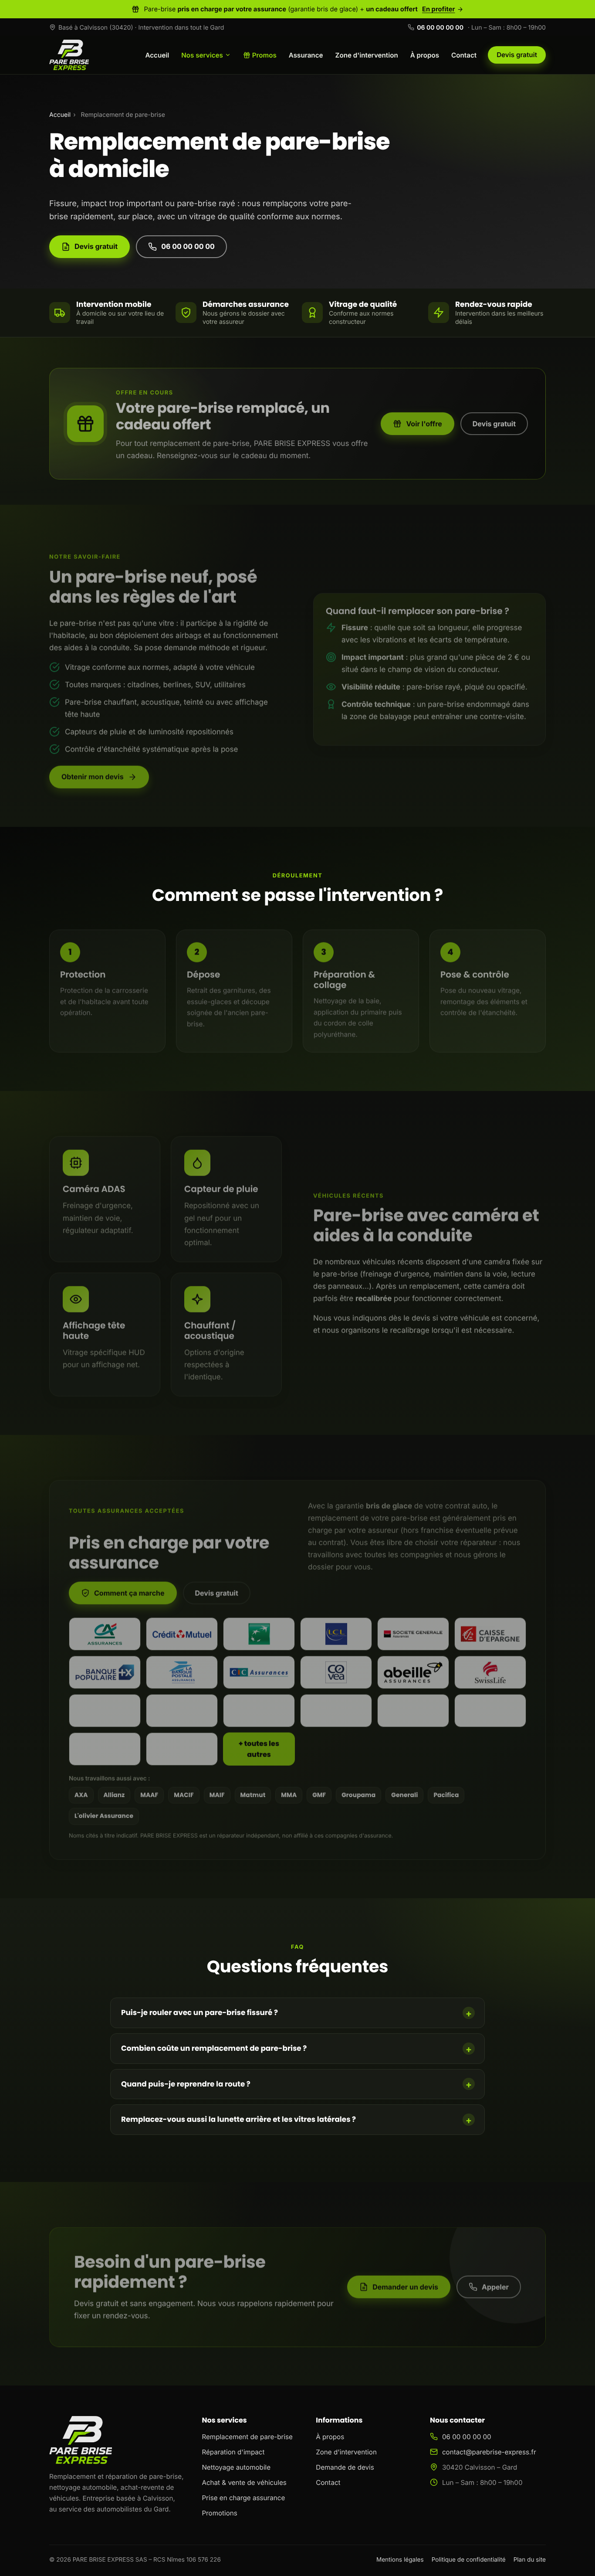 Pare-brise pris en charge par votre assurance (garantie bris de glace) + un cadeau offert En profiter →
Basé à Calvisson (30420) · Intervention dans tout le Gard
06 00 00 00 00 · Lun – Sam : 8h00 – 19h00
PARE BRISE
EXPRESS
Accueil Nos services Promos Assurance Zone d'intervention À propos Contact Devis gratuit
Accueil › Remplacement de pare-brise
Remplacement de pare-brise
à domicile
Fissure, impact trop important ou pare-brise rayé : nous remplaçons votre pare-
brise rapidement, sur place, avec un vitrage de qualité conforme aux normes.
Devis gratuit
06 00 00 00 00
Intervention mobile
À domicile ou sur votre lieu de
travail
Démarches assurance
Nous gérons le dossier avec
votre assureur
Vitrage de qualité
Conforme aux normes
constructeur
Rendez-vous rapide
Intervention dans les meilleurs
délais
OFFRE EN COURS
Votre pare-brise remplacé, un
cadeau offert
Pour tout remplacement de pare-brise, PARE BRISE EXPRESS vous offre
un cadeau. Renseignez-vous sur le cadeau du moment.
Voir l'offre
Devis gratuit
NOTRE SAVOIR-FAIRE
Un pare-brise neuf, posé
dans les règles de l'art
Le pare-brise n'est pas qu'une vitre : il participe à la rigidité de
l'habitacle, au bon déploiement des airbags et au fonctionnement
des aides à la conduite. Sa pose demande méthode et rigueur.
Vitrage conforme aux normes, adapté à votre véhicule
Toutes marques : citadines, berlines, SUV, utilitaires
Pare-brise chauffant, acoustique, teinté ou avec affichage
tête haute
Capteurs de pluie et de luminosité repositionnés
Contrôle d'étanchéité systématique après la pose
Obtenir mon devis →
Quand faut-il remplacer son pare-brise ?
Fissure : quelle que soit sa longueur, elle progresse
avec les vibrations et les écarts de température.
Impact important : plus grand qu'une pièce de 2 € ou
situé dans le champ de vision du conducteur.
Visibilité réduite : pare-brise rayé, piqué ou opacifié.
Contrôle technique : un pare-brise endommagé dans
la zone de balayage peut entraîner une contre-visite.
DÉROULEMENT
Comment se passe l'intervention ?
1
Protection
Protection de la carrosserie
et de l'habitacle avant toute
opération.
2
Dépose
Retrait des garnitures, des
essuie-glaces et découpe
soignée de l'ancien pare-
brise.
3
Préparation &
collage
Nettoyage de la baie,
application du primaire puis
du cordon de colle
polyuréthane.
4
Pose & contrôle
Pose du nouveau vitrage,
remontage des éléments et
contrôle de l'étanchéité.
Caméra ADAS
Freinage d'urgence,
maintien de voie,
régulateur adaptatif.
Capteur de pluie
Repositionné avec un
gel neuf pour un
fonctionnement
optimal.
Affichage tête
haute
Vitrage spécifique HUD
pour un affichage net.
Chauffant /
acoustique
Options d'origine
respectées à
l'identique.
VÉHICULES RÉCENTS
Pare-brise avec caméra et
aides à la conduite
De nombreux véhicules récents disposent d'une caméra fixée sur
le pare-brise (freinage d'urgence, maintien dans la voie, lecture
des panneaux…). Après un remplacement, cette caméra doit
parfois être recalibrée pour fonctionner correctement.
Nous vous indiquons dès le devis si votre véhicule est concerné,
et nous organisons le recalibrage lorsqu'il est nécessaire.
TOUTES ASSURANCES ACCEPTÉES
Pris en charge par votre
assurance
Avec la garantie bris de glace de votre contrat auto, le
remplacement de votre pare-brise est généralement pris en
charge par votre assureur (hors franchise éventuelle prévue
au contrat). Vous êtes libre de choisir votre réparateur : nous
travaillons avec toutes les compagnies et nous gérons le
dossier pour vous.
Comment ça marche
Devis gratuit
CA ASSURANCES
Crédit Mutuel
LCL
SOCIETE GENERALE
CAISSE D'EPARGNE
BANQUE POPULAIRE
LA BANQUE POSTALE
CIC Assurances
COVEA
abeille ASSURANCES
SwissLife
+ toutes les
autres
Nous travaillons aussi avec :
AXA Allianz MAAF MACIF MAIF Matmut MMA GMF Groupama Generali Pacifica
L'olivier Assurance
Noms cités à titre indicatif. PARE BRISE EXPRESS est un réparateur indépendant, non affilié à ces compagnies d'assurance.
FAQ
Questions fréquentes
Puis-je rouler avec un pare-brise fissuré ? +
Combien coûte un remplacement de pare-brise ? +
Quand puis-je reprendre la route ? +
Remplacez-vous aussi la lunette arrière et les vitres latérales ? +
Besoin d'un pare-brise
rapidement ?
Devis gratuit et sans engagement. Nous vous rappelons rapidement pour
fixer un rendez-vous.
Demander un devis
Appeler
PARE BRISE
EXPRESS
Remplacement et réparation de pare-brise,
nettoyage automobile, achat-revente de
véhicules. Entreprise basée à Calvisson,
au service des automobilistes du Gard.
Nos services
Remplacement de pare-brise
Réparation d'impact
Nettoyage automobile
Achat & vente de véhicules
Prise en charge assurance
Promotions
Informations
À propos
Zone d'intervention
Demande de devis
Contact
Nous contacter
06 00 00 00 00
contact@parebrise-express.fr
30420 Calvisson – Gard
Lun – Sam : 8h00 – 19h00
© 2026 PARE BRISE EXPRESS SAS – RCS Nîmes 106 576 226
Mentions légales Politique de confidentialité Plan du site